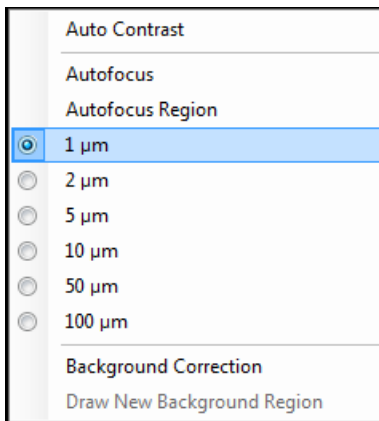 Auto Contrast
Autofocus
Autofocus Region
1 µm
2 µm
5 µm
10 µm
50 µm
100 µm
Background Correction
Draw New Background Region